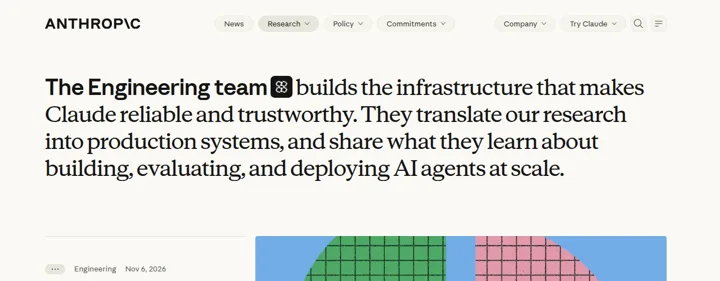 ANTHROP\C
News
Research
Policy
Commitments
Company
Try Claude
The Engineering team builds the infrastructure that makes
Claude reliable and trustworthy. They translate our research
into production systems, and share what they learn about
building, evaluating, and deploying AI agents at scale.
Engineering Nov 6, 2026